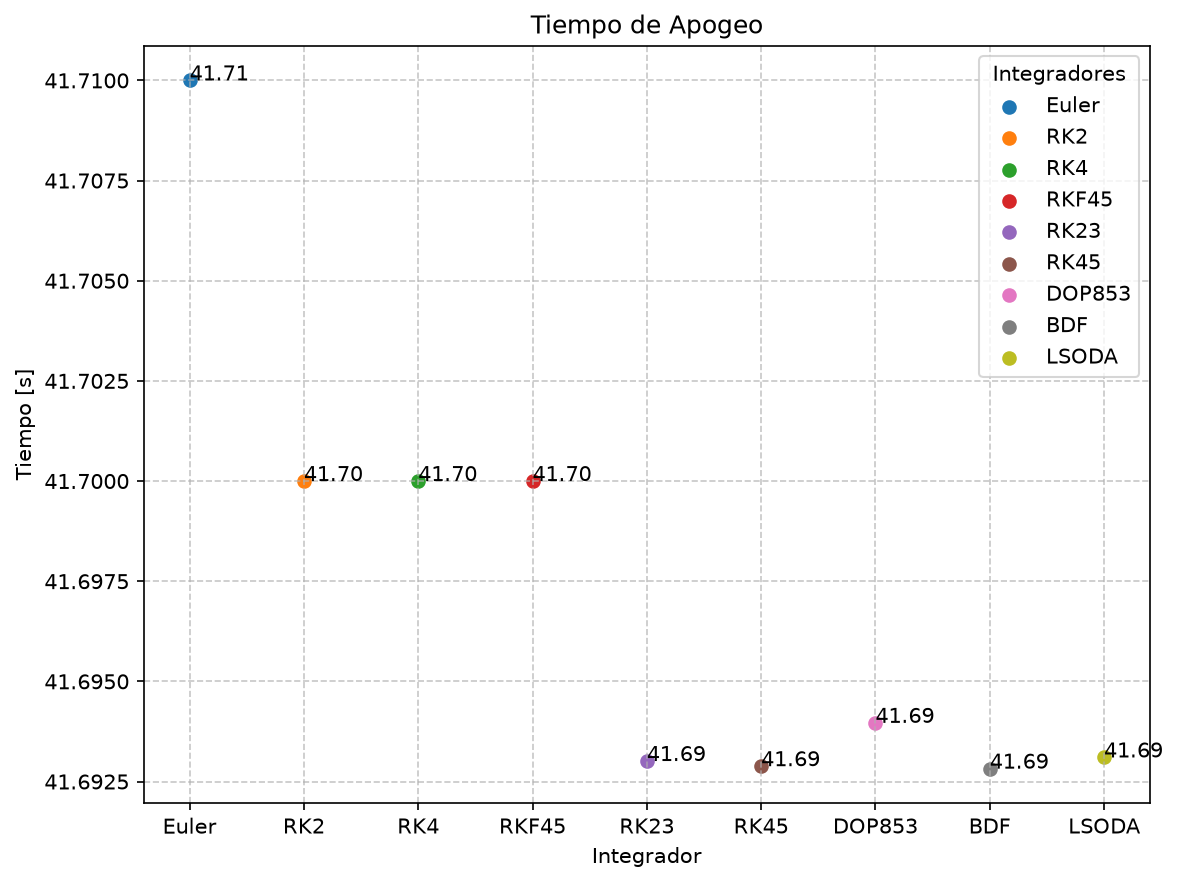 Tiempo de Apogeo
Tiempo [s]
41.7100
41.7075
41.7050
41.7025
41.7000
41.6975
41.6950
41.6925
41.71
41.70
41.70
41.70
41.69
41.69
41.69
41.69
41.69
Integradores
Euler
RK2
RK4
RKF45
RK23
RK45
DOP853
BDF
LSODA
Euler RK2 RK4 RKF45 RK23 RK45 DOP853 BDF LSODA
Integrador